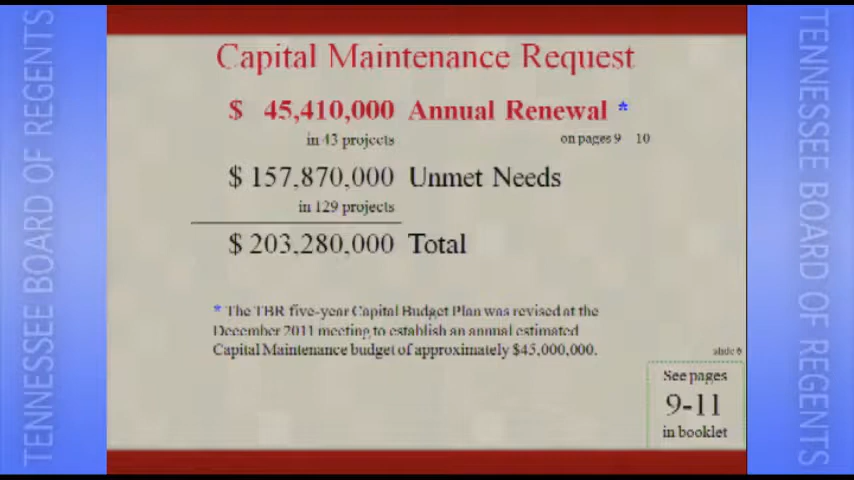 TENNESSEE BOARD OF REGENTS
Capital Maintenance Request
$ 45,410,000 Annual Renewal *
in 43 projects on pages 9 10
$ 157,870,000 Unmet Needs
in 129 projects
$ 203,280,000 Total
* The TBR five-year Capital Budget Plan was revised at the
December 2011 meeting to establish an annual estimated
Capital Maintenance budget of approximately $45,000,000.
slide 6
See pages
9-11
in booklet
TENNESSEE BOARD OF REGENTS